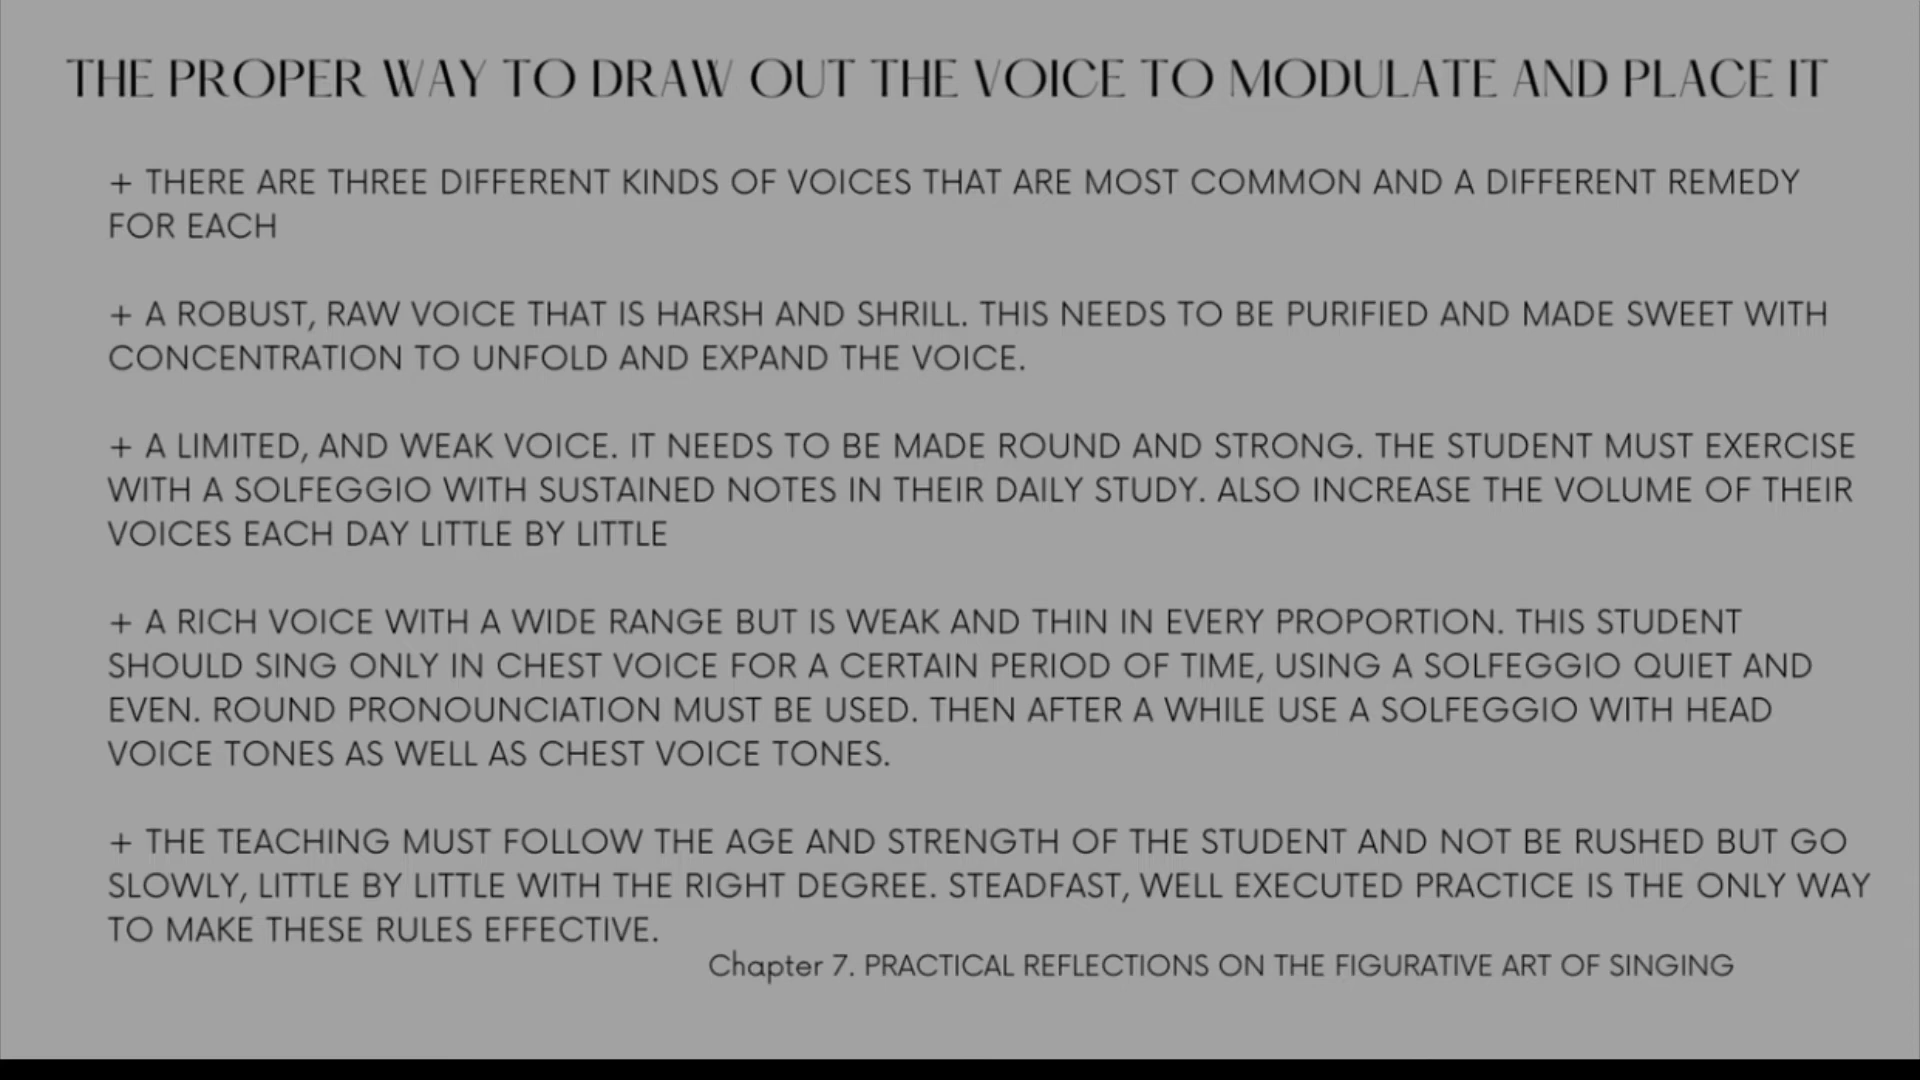 THE PROPER WAY TO DRAW OUT THE VOICE TO MODULATE AND PLACE IT
+ THERE ARE THREE DIFFERENT KINDS OF VOICES THAT ARE MOST COMMON AND A DIFFERENT REMEDY
FOR EACH
+ A ROBUST, RAW VOICE THAT IS HARSH AND SHRILL. THIS NEEDS TO BE PURIFIED AND MADE SWEET WITH
CONCENTRATION TO UNFOLD AND EXPAND THE VOICE.
+ A LIMITED, AND WEAK VOICE. IT NEEDS TO BE MADE ROUND AND STRONG. THE STUDENT MUST EXERCISE
WITH A SOLFEGGIO WITH SUSTAINED NOTES IN THEIR DAILY STUDY. ALSO INCREASE THE VOLUME OF THEIR
VOICES EACH DAY LITTLE BY LITTLE
+ A RICH VOICE WITH A WIDE RANGE BUT IS WEAK AND THIN IN EVERY PROPORTION. THIS STUDENT
SHOULD SING ONLY IN CHEST VOICE FOR A CERTAIN PERIOD OF TIME, USING A SOLFEGGIO QUIET AND
EVEN. ROUND PRONOUNCIATION MUST BE USED. THEN AFTER A WHILE USE A SOLFEGGIO WITH HEAD
VOICE TONES AS WELL AS CHEST VOICE TONES.
+ THE TEACHING MUST FOLLOW THE AGE AND STRENGTH OF THE STUDENT AND NOT BE RUSHED BUT GO
SLOWLY, LITTLE BY LITTLE WITH THE RIGHT DEGREE. STEADFAST, WELL EXECUTED PRACTICE IS THE ONLY WAY
TO MAKE THESE RULES EFFECTIVE.
Chapter 7. PRACTICAL REFLECTIONS ON THE FIGURATIVE ART OF SINGING